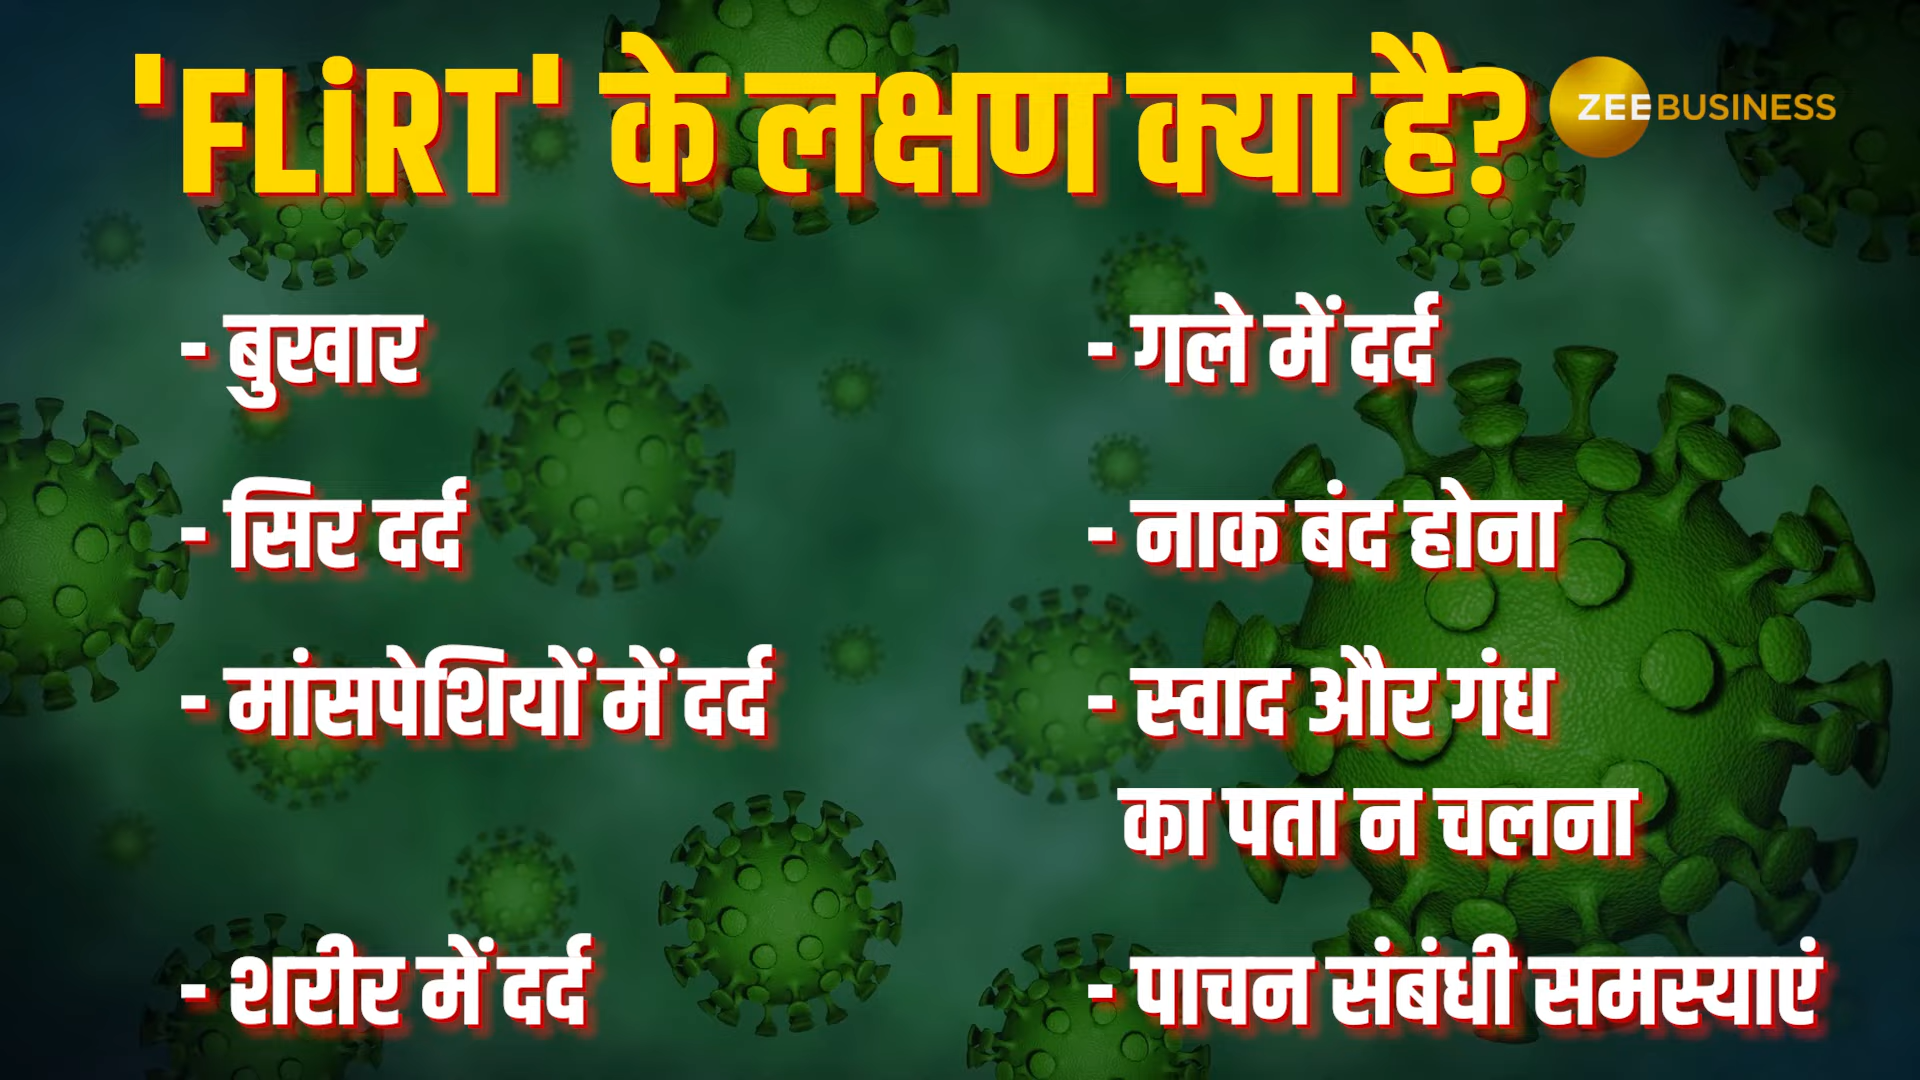 'FLiRT' के लक्षण क्या है?
ZEEBUSINESS
- बुखार
- सिर दर्द
- मांसपेशियों में दर्द
- शरीर में दर्द
- गले में दर्द
- नाक बंद होना
- स्वाद और गंध
का पता न चलना
- पाचन संबंधी समस्याएं